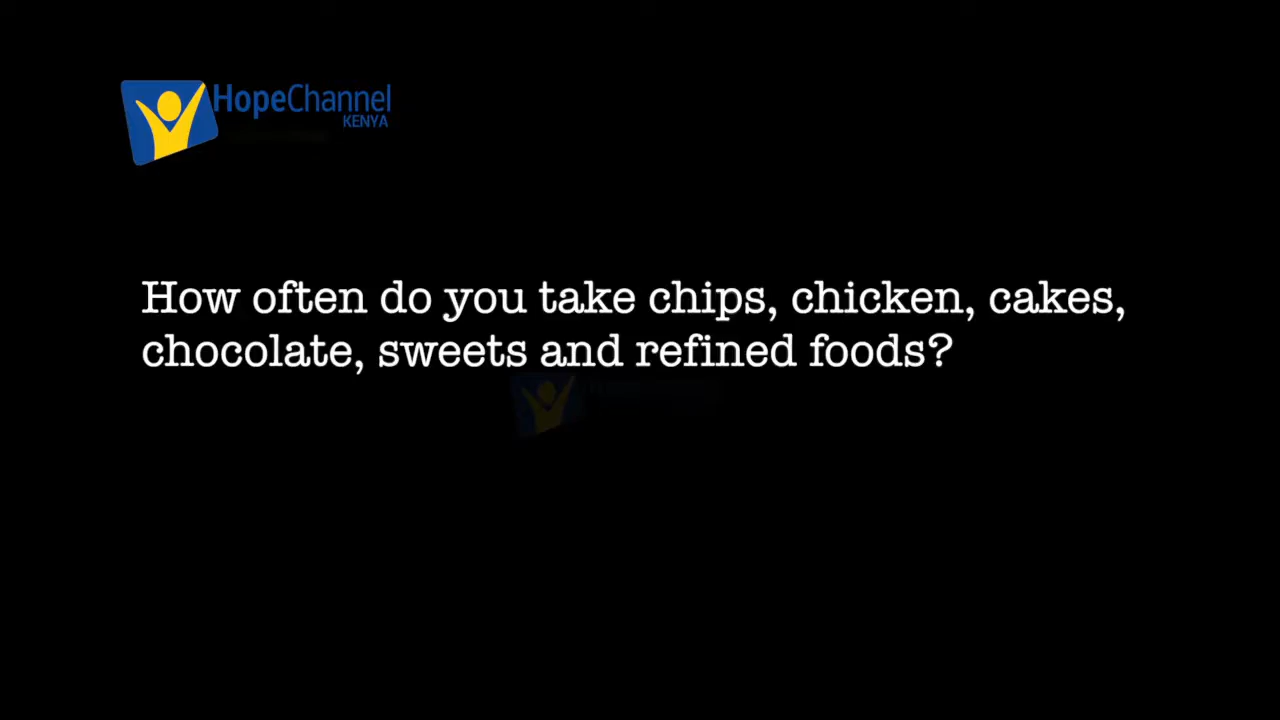 HopeChannel
KENYA
How often do you take chips, chicken, cakes,
chocolate, sweets and refined foods?